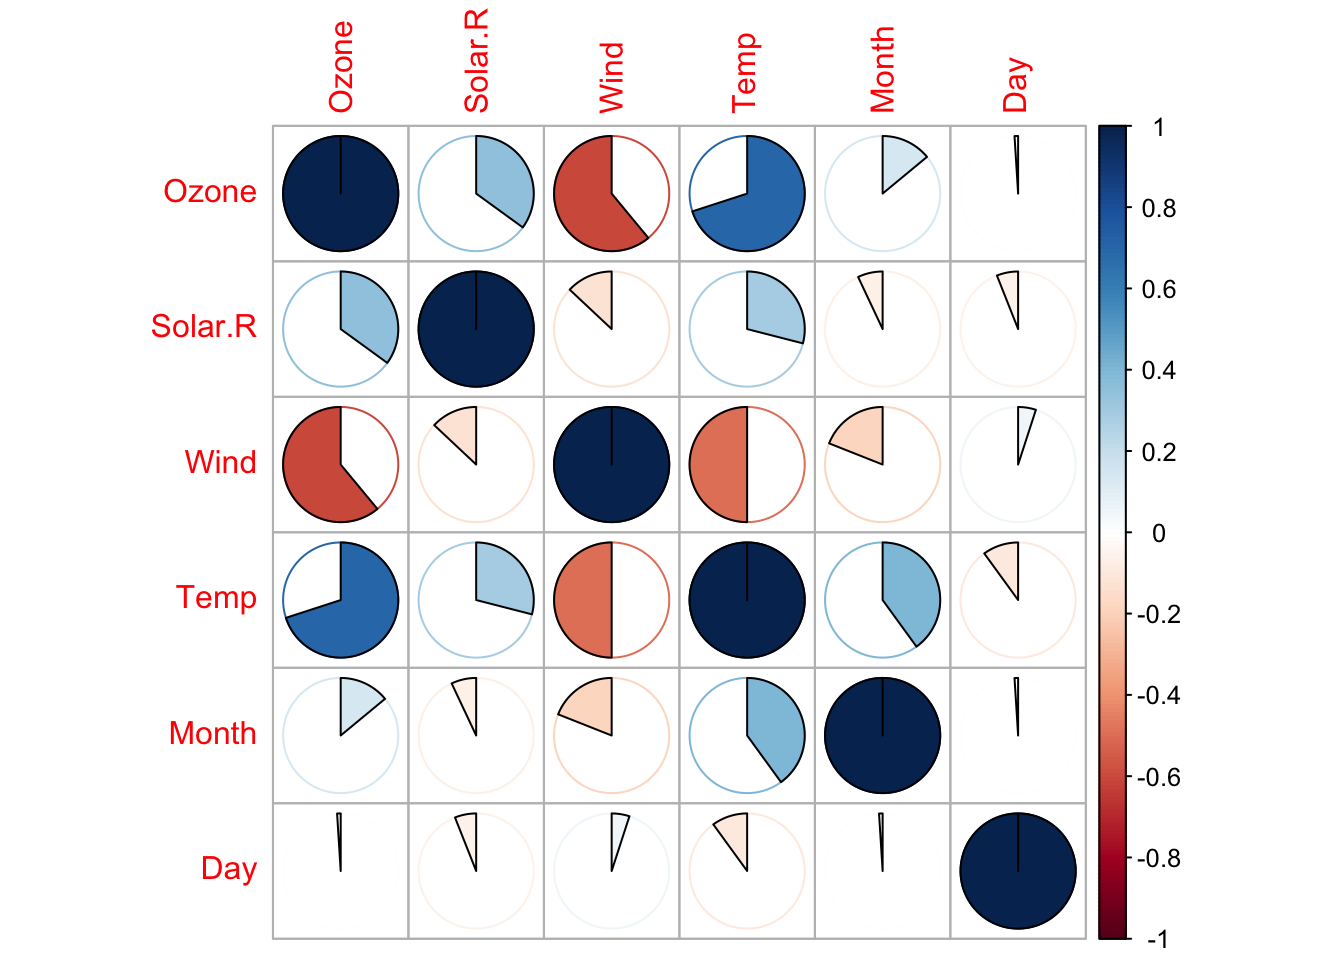 Ozone
Solar.R
Wind
Temp
Month
Day
Ozone
Solar.R
Wind
Temp
Month
Day
1
0.8
0.6
0.4
0.2
0
-0.2
-0.4
-0.6
-0.8
-1